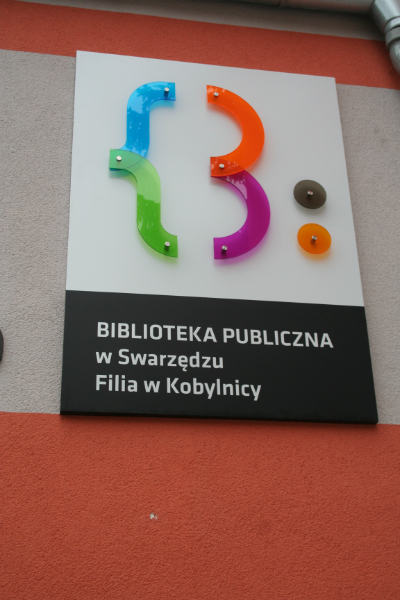 {B:
BIBLIOTEKA PUBLICZNA
w Swarzędzu
Filia w Kobylnicy